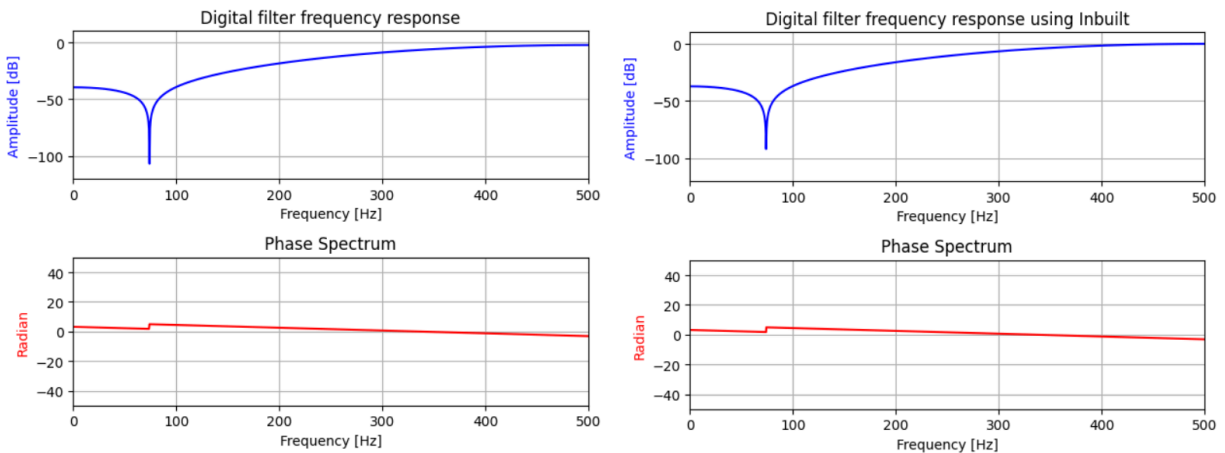 Digital filter frequency response
0
−50
−100
Amplitude [dB]
0 100 200 300 400 500
Frequency [Hz]
Phase Spectrum
40
20
0
−20
−40
Radian
0 100 200 300 400 500
Frequency [Hz]
Digital filter frequency response using Inbuilt
0
−50
−100
Amplitude [dB]
0 100 200 300 400 500
Frequency [Hz]
Phase Spectrum
40
20
0
−20
−40
Radian
0 100 200 300 400 500
Frequency [Hz]